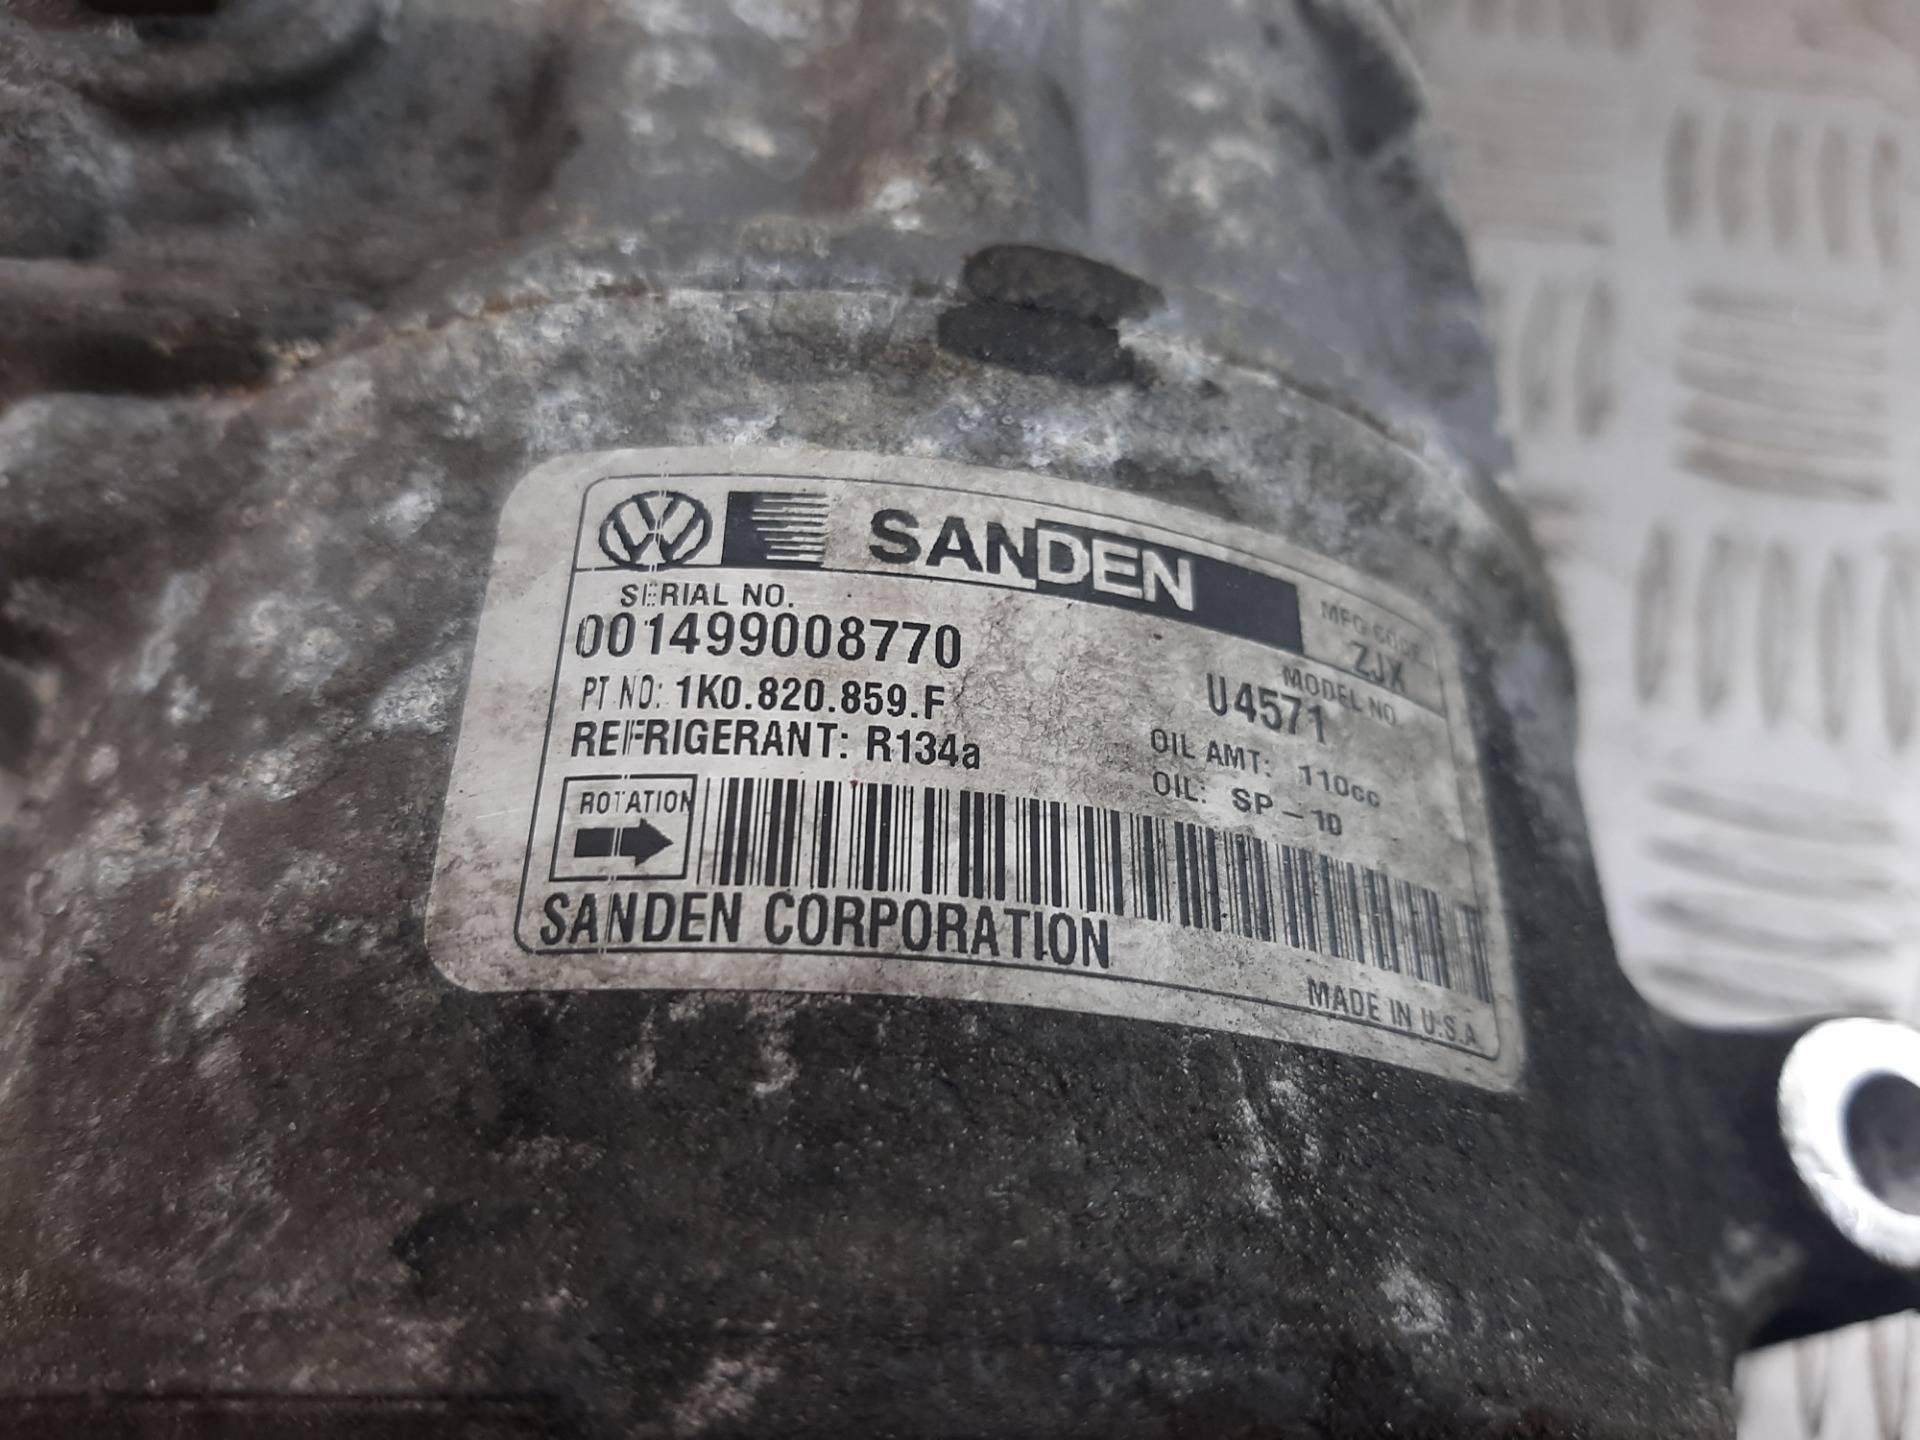 SANDEN
MFG CODE
ZJX
SERIAL NO.
001499008770
MODEL NO.
U4571
PT NO: 1K0.820.859.F
REFRIGERANT: R134a
OIL AMT: 110cc
OIL: SP-10
ROTATION
SANDEN CORPORATION
MADE IN U.S.A